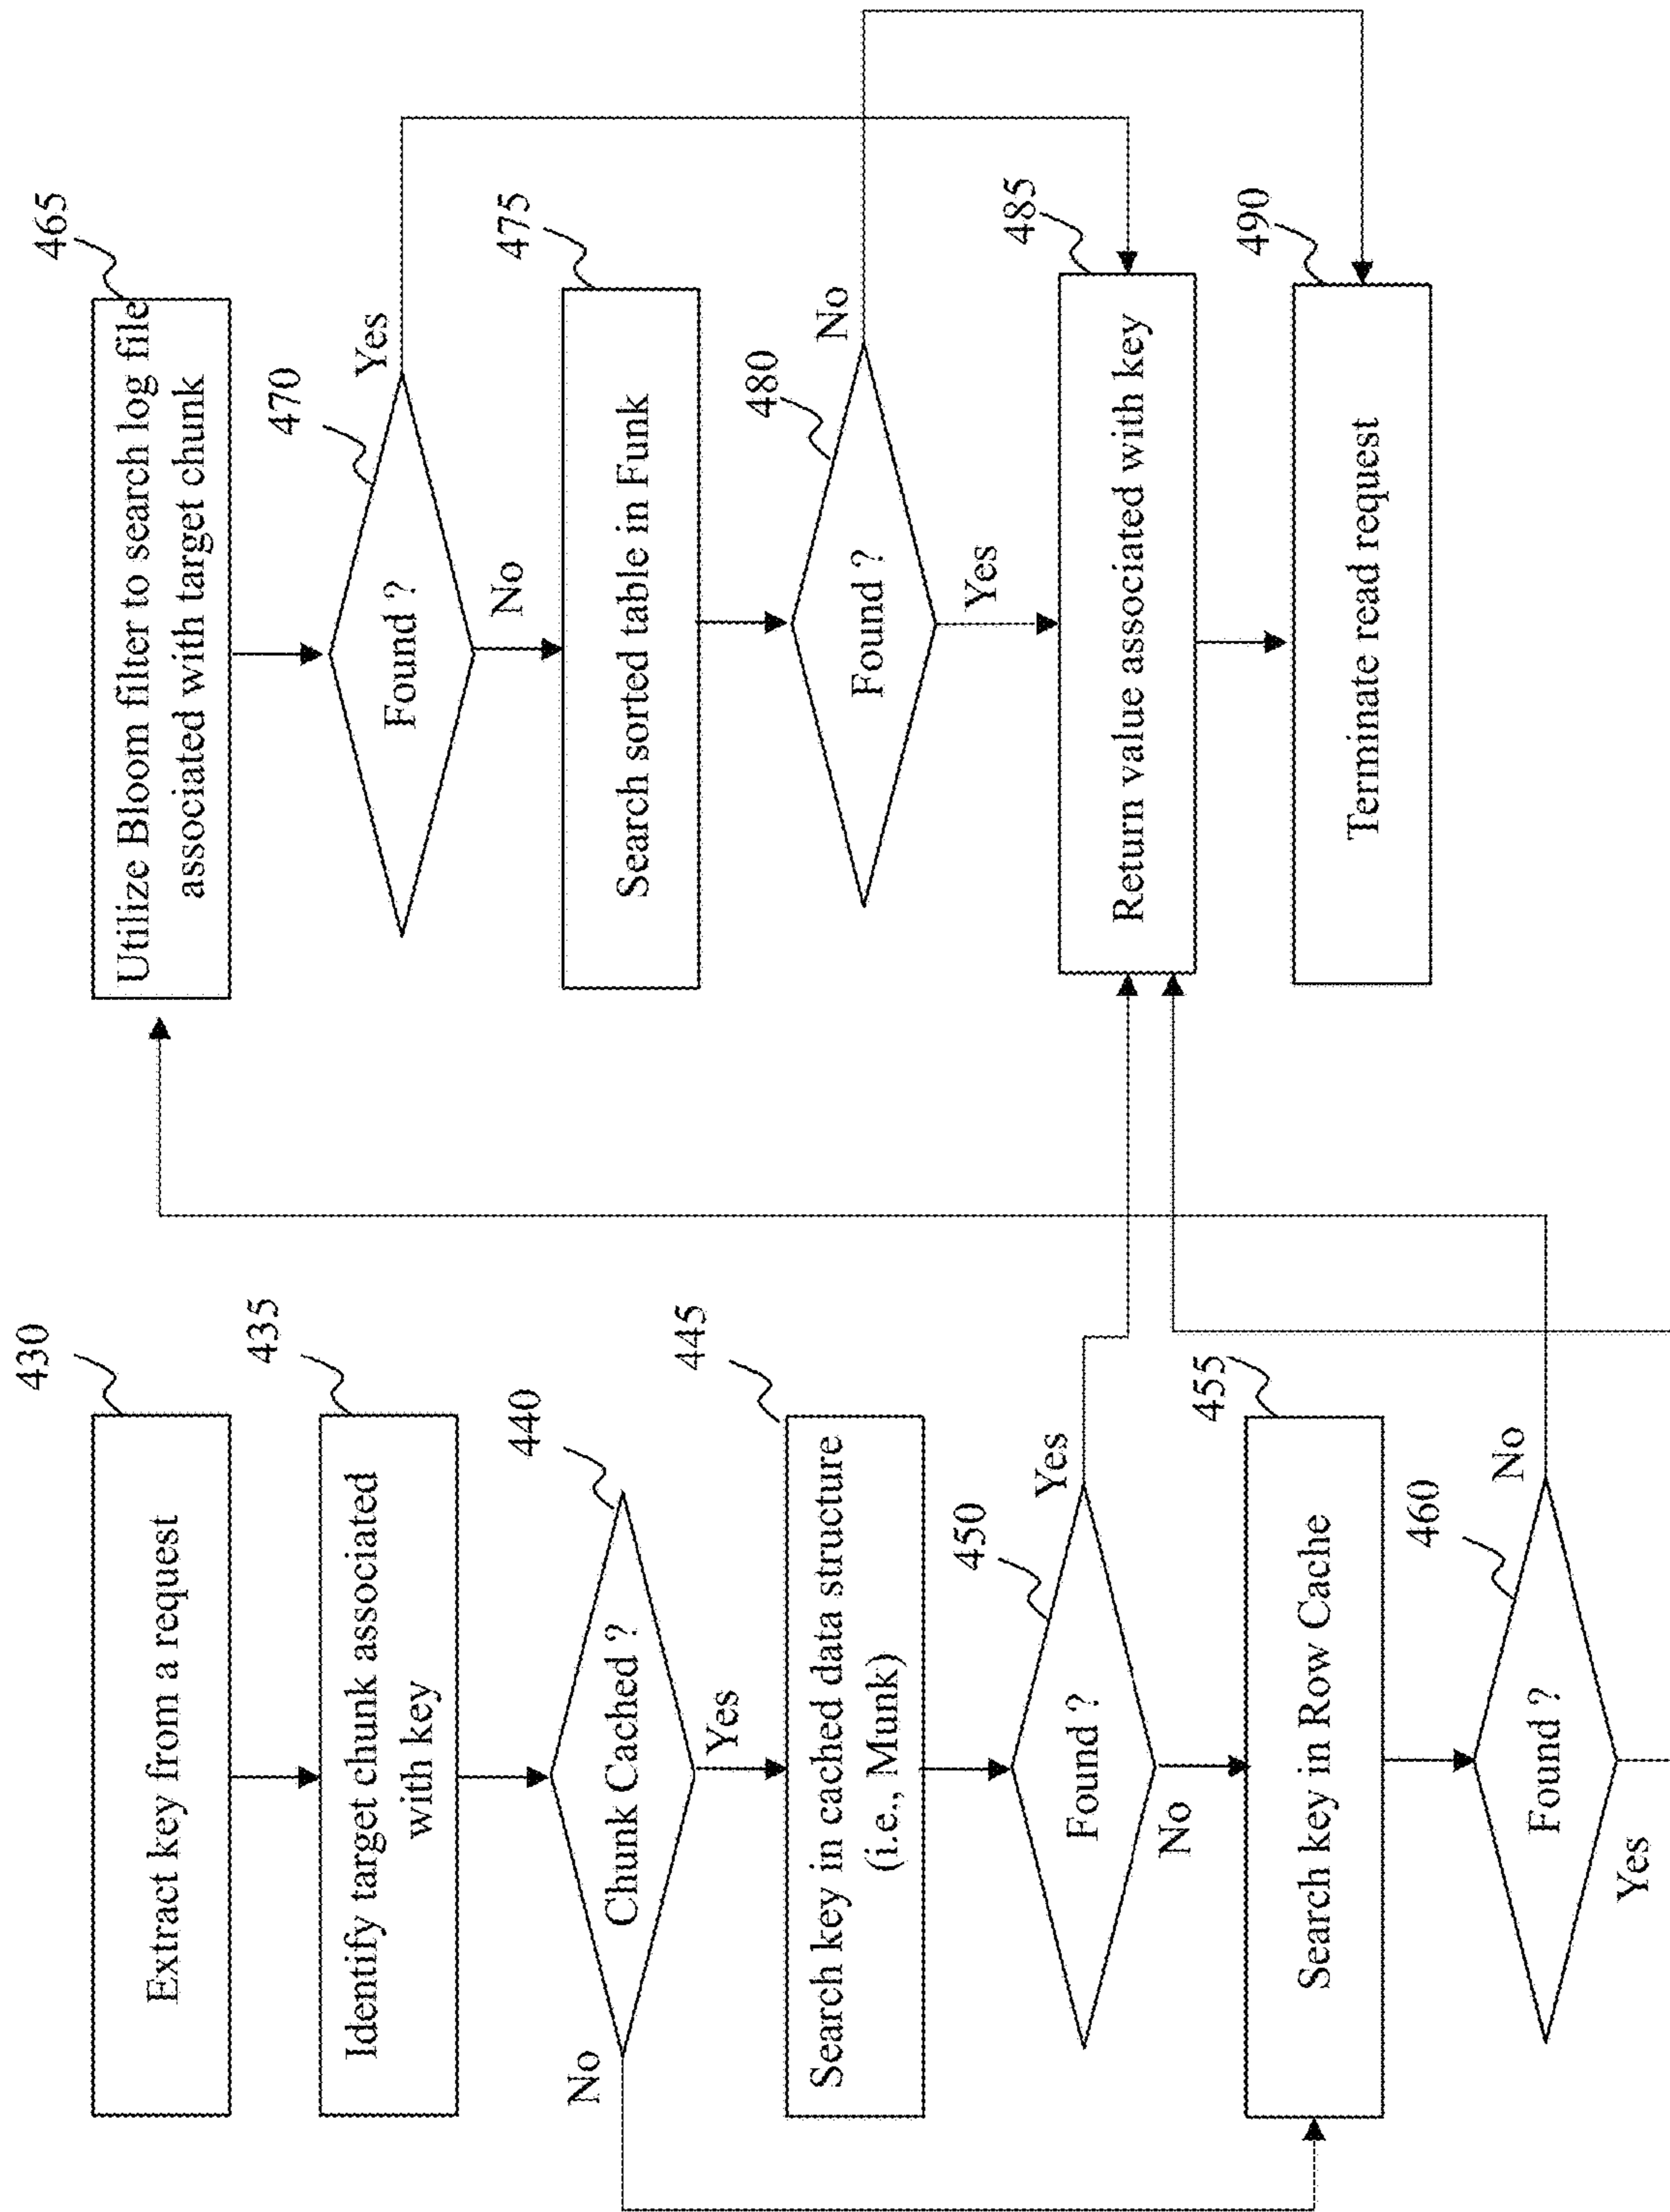 430
Extract key from a request
435
Identify target chunk associated
with key
440
Chunk Cached ?
No
Yes
445
Search key in cached data structure
(i.e., Munk)
450
Found ?
Yes
No
455
Search key in Row Cache
460
Found ?
No
Yes
465
Utilize Bloom filter to search log file
associated with target chunk
470
Found ?
Yes
No
475
Search sorted table in Funk
480
Found ?
No
Yes
485
Return value associated with key
490
Terminate read request